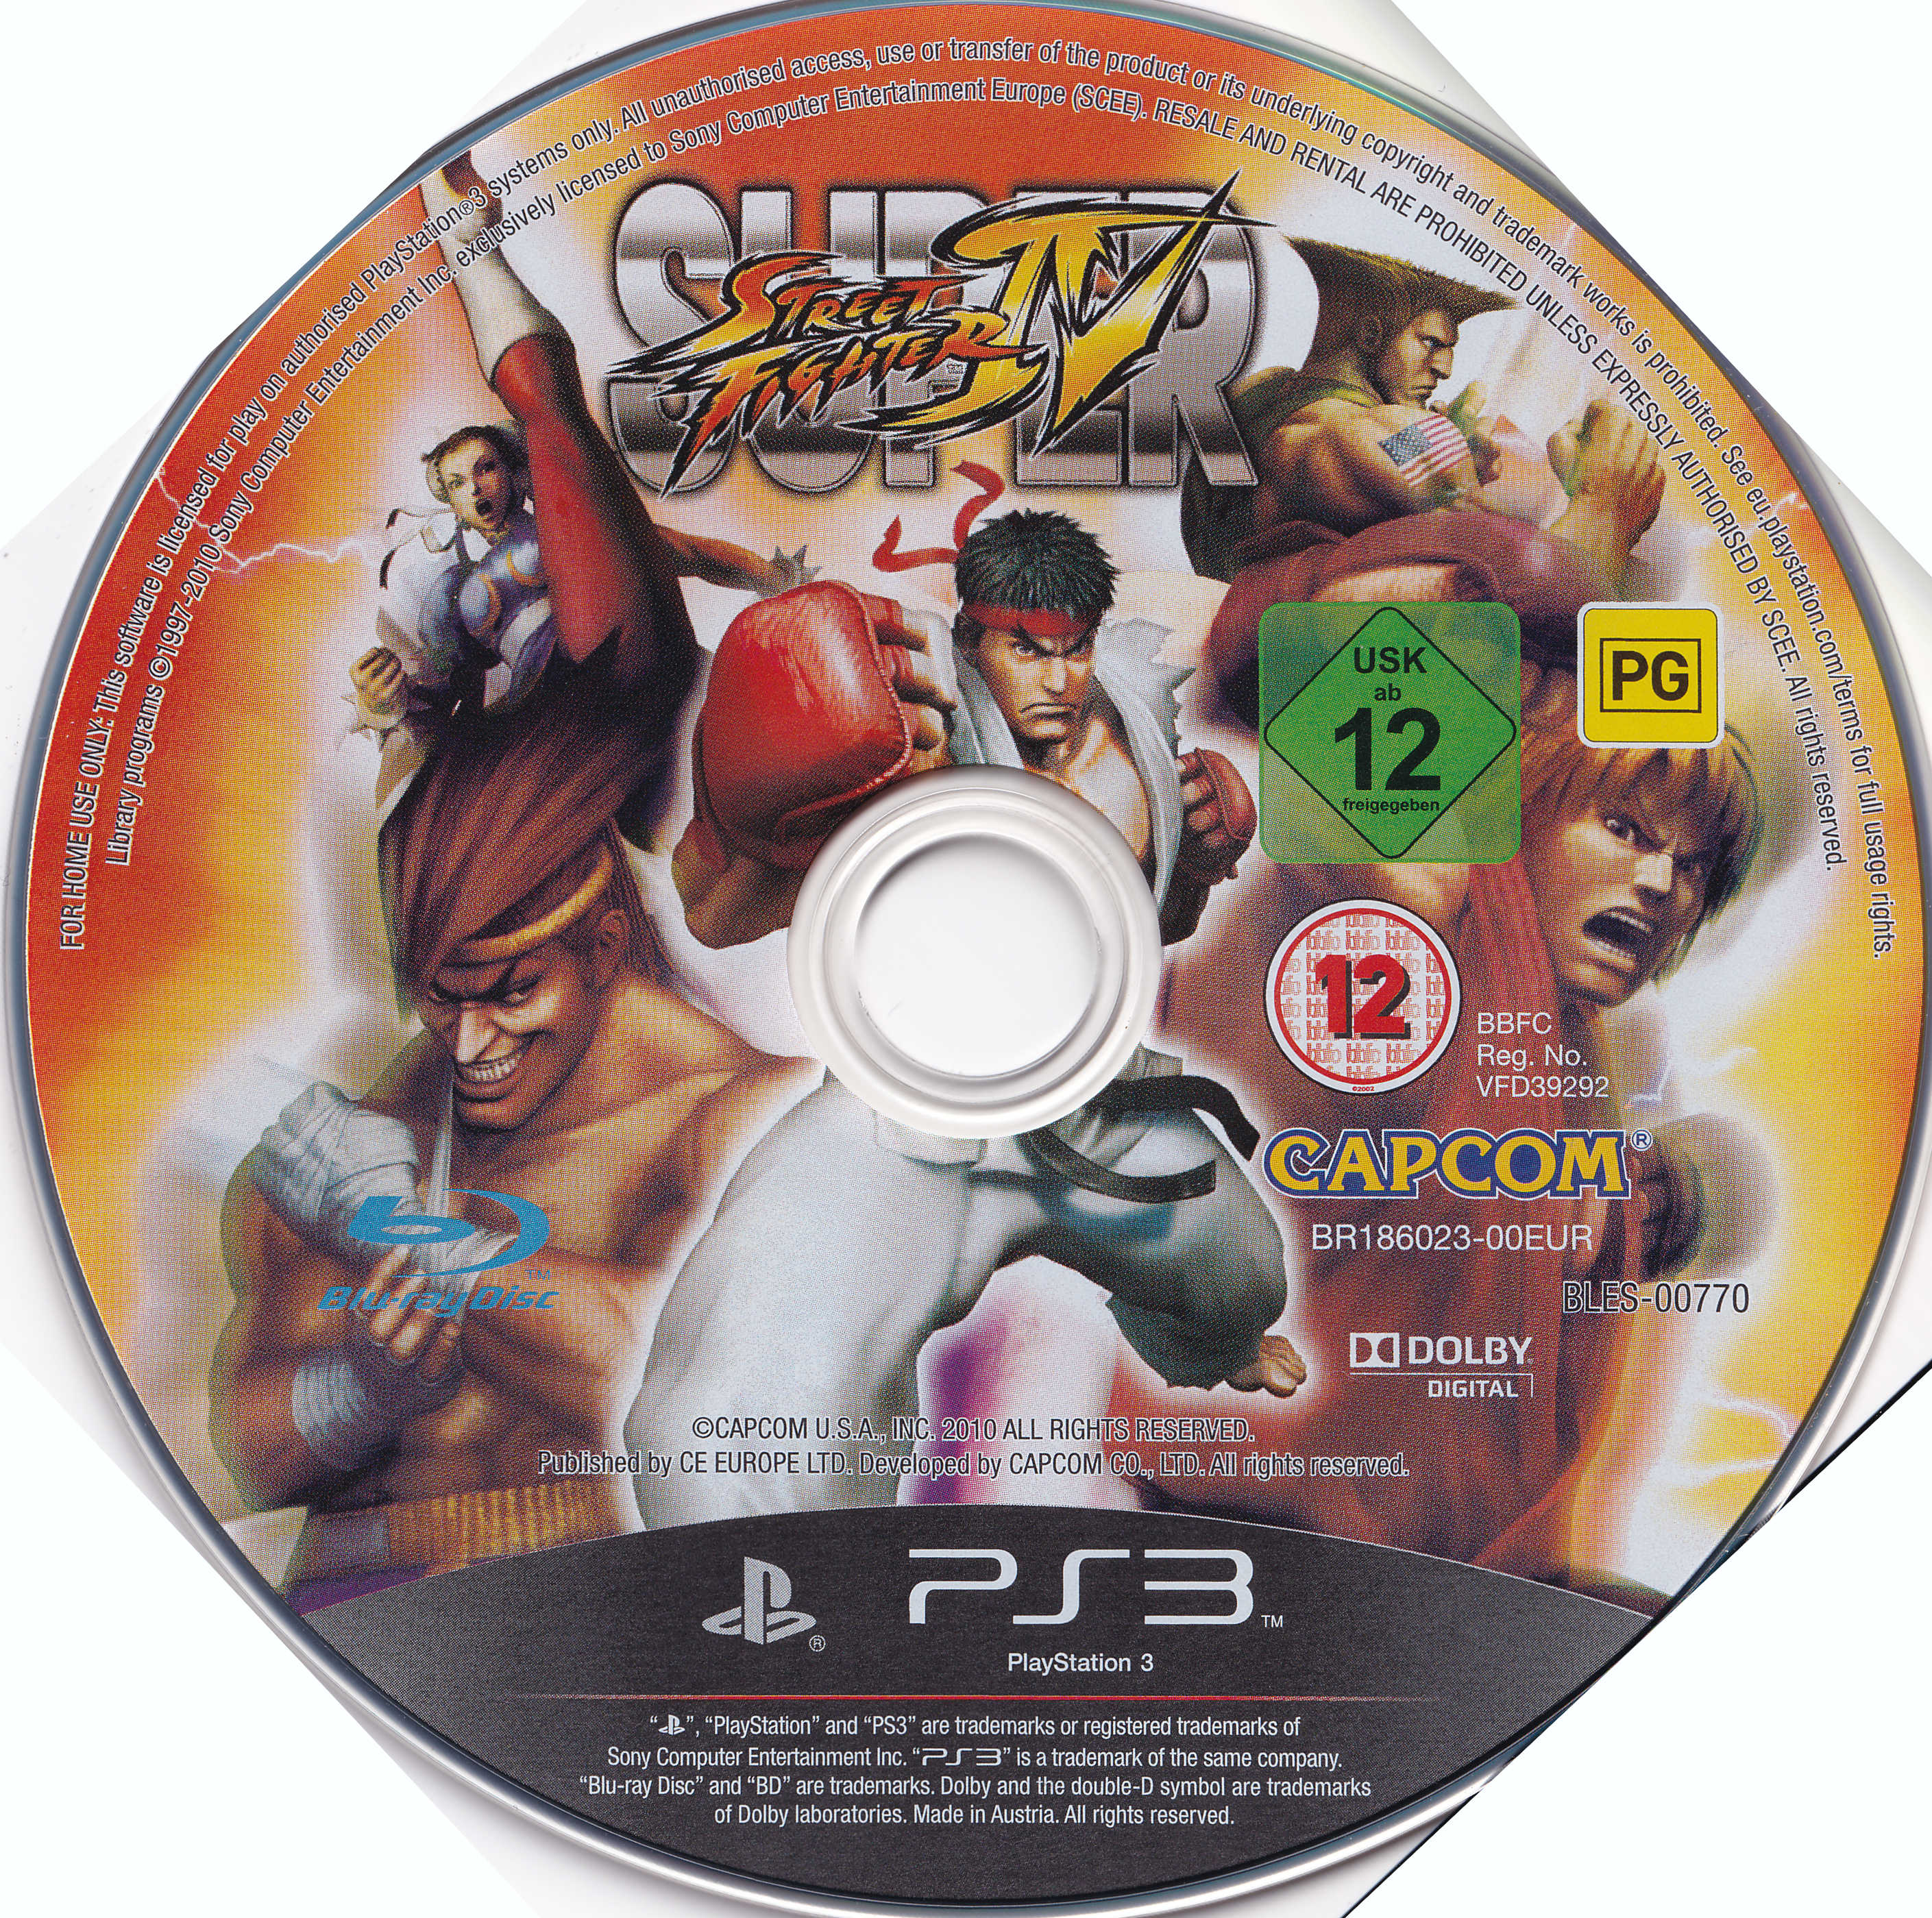 FOR HOME USE ONLY: This software is licensed for play on authorised PlayStation®3 systems only. All unauthorised access, use or transfer of the product or its underlying copyright and trademark works is prohibited. See eu.playstation.com/terms for full usage rights.
Library programs ©1997-2010 Sony Computer Entertainment Inc. exclusively licensed to Sony Computer Entertainment Europe (SCEE). RESALE AND RENTAL ARE PROHIBITED UNLESS EXPRESSLY AUTHORISED BY SCEE. All rights reserved.
SUPER
STREET
FIGHTER IV
TM
USK
ab
12
freigegeben
PG
bbfc
12
©2002
BBFC
Reg. No.
VFD39292
CAPCOM®
BR186023-00EUR
BLES-00770
Blu-ray Disc™
DOLBY®
DIGITAL
©CAPCOM U.S.A., INC. 2010 ALL RIGHTS RESERVED.
Published by CE EUROPE LTD. Developed by CAPCOM CO., LTD. All rights reserved.
® PS3™
PlayStation 3
“”, “PlayStation” and “PS3” are trademarks or registered trademarks of
Sony Computer Entertainment Inc. “PS3” is a trademark of the same company.
“Blu-ray Disc” and “BD” are trademarks. Dolby and the double-D symbol are trademarks
of Dolby laboratories. Made in Austria. All rights reserved.